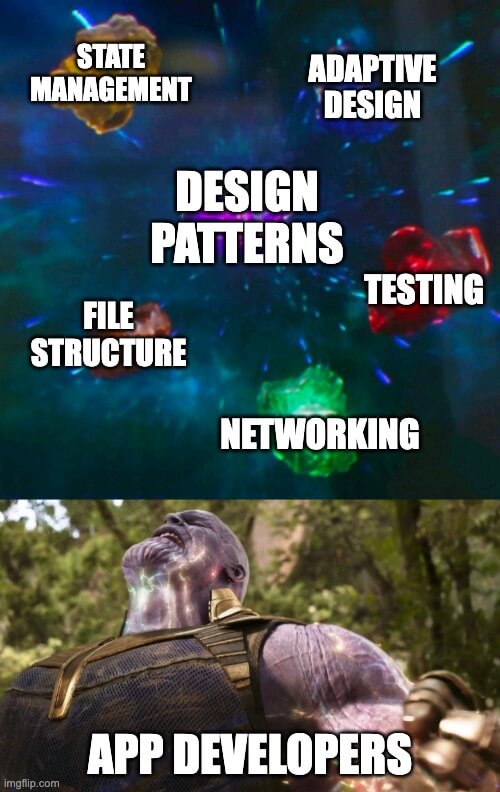 STATE
MANAGEMENT
ADAPTIVE
DESIGN
DESIGN
PATTERNS
TESTING
FILE
STRUCTURE
NETWORKING
APP DEVELOPERS
imgflip.com